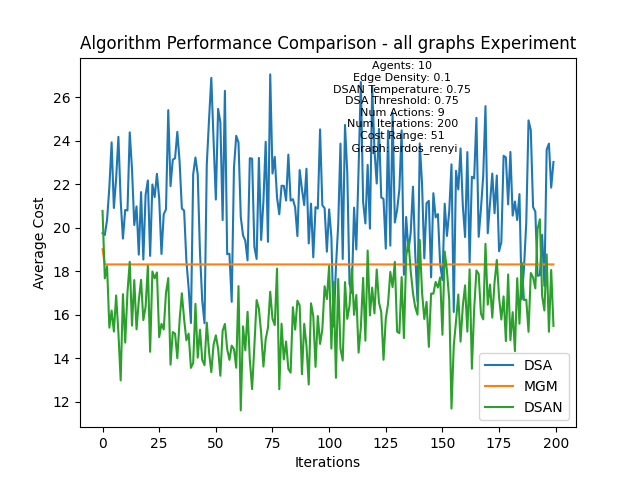 Algorithm Performance Comparison - all graphs Experiment
Agents: 10
Edge Density: 0.1
DSAN Temperature: 0.75
DSA Threshold: 0.75
Num Actions: 9
Num Iterations: 200
Cost Range: 51
Graph: erdos_renyi
Average Cost
26
24
22
20
18
16
14
12
0
25
50
75
100
125
150
175
200
Iterations
DSA
MGM
DSAN